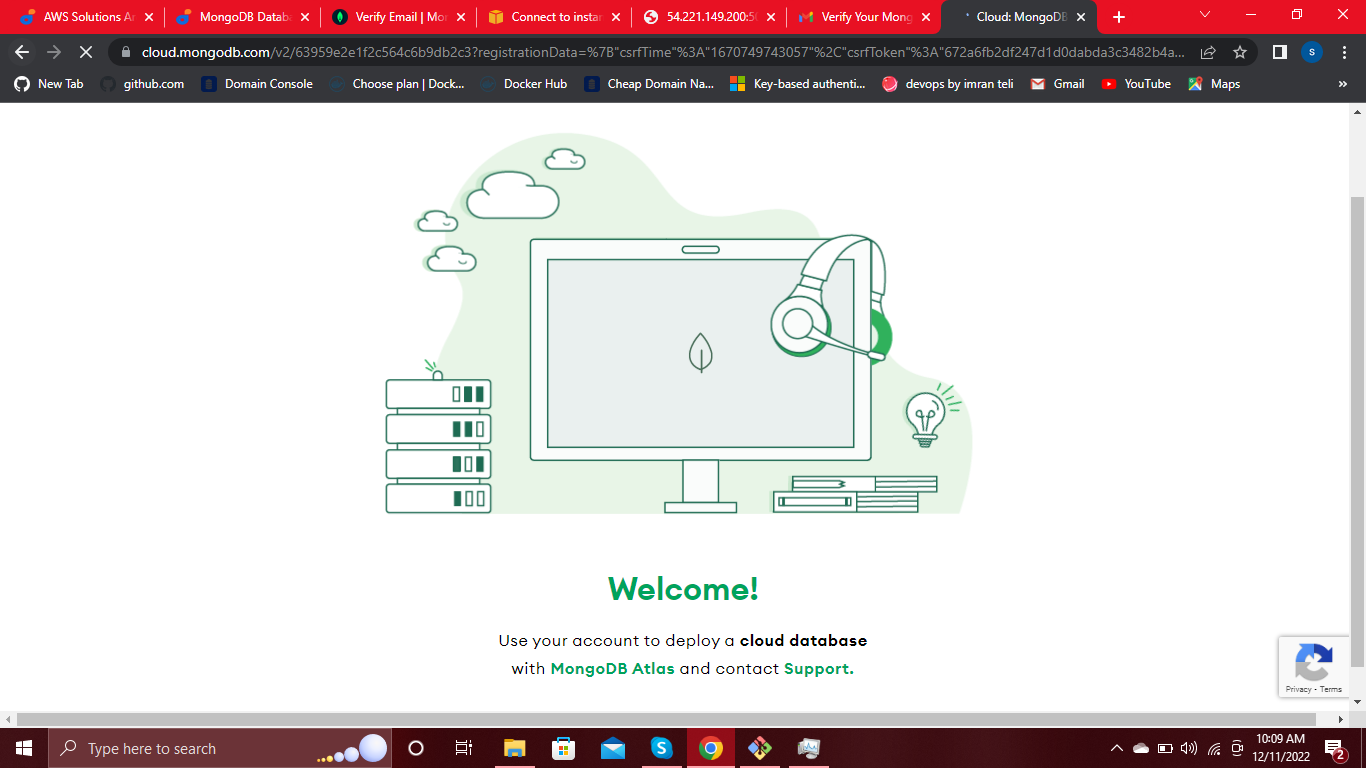 AWS Solutions Ar
MongoDB Databa
Verify Email | Mon
Connect to instan
54.221.149.200:50
Verify Your Mong
Cloud: MongoDB
cloud.mongodb.com/v2/63959e2e1f2c564c6b9db2c3?registrationData=%7B"csrfTime"%3A"1670749743057"%2C"csrfToken"%3A"672a6fb2df247d1d0dabda3c3482b4a...
S
New Tab
github.com
Domain Console
Choose plan | Dock...
Docker Hub
Cheap Domain Na...
Key-based authenti...
devops by imran teli
Gmail
YouTube
Maps
»
Welcome!
Use your account to deploy a cloud database
with MongoDB Atlas and contact Support.
Privacy - Terms
Type here to search
10:09 AM
12/11/2022
2